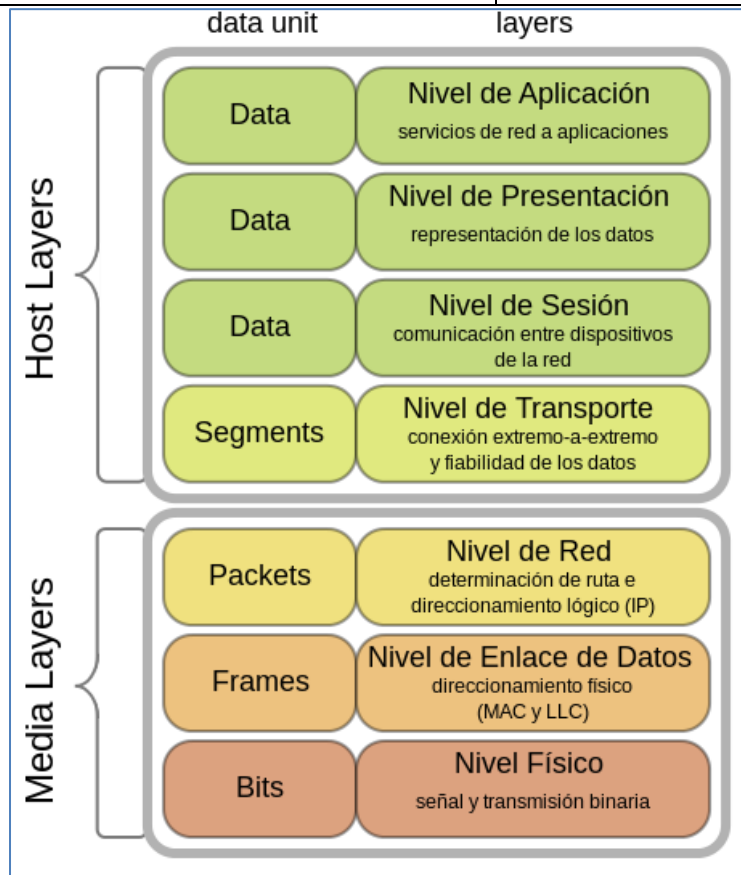 data unit
layers
Host Layers
Data
Nivel de Aplicación
servicios de red a aplicaciones
Data
Nivel de Presentación
representación de los datos
Data
Nivel de Sesión
comunicación entre dispositivos
de la red
Segments
Nivel de Transporte
conexión extremo-a-extremo
y fiabilidad de los datos
Media Layers
Packets
Nivel de Red
determinación de ruta e
direccionamiento lógico (IP)
Frames
Nivel de Enlace de Datos
direccionamiento físico
(MAC y LLC)
Bits
Nivel Físico
señal y transmisión binaria